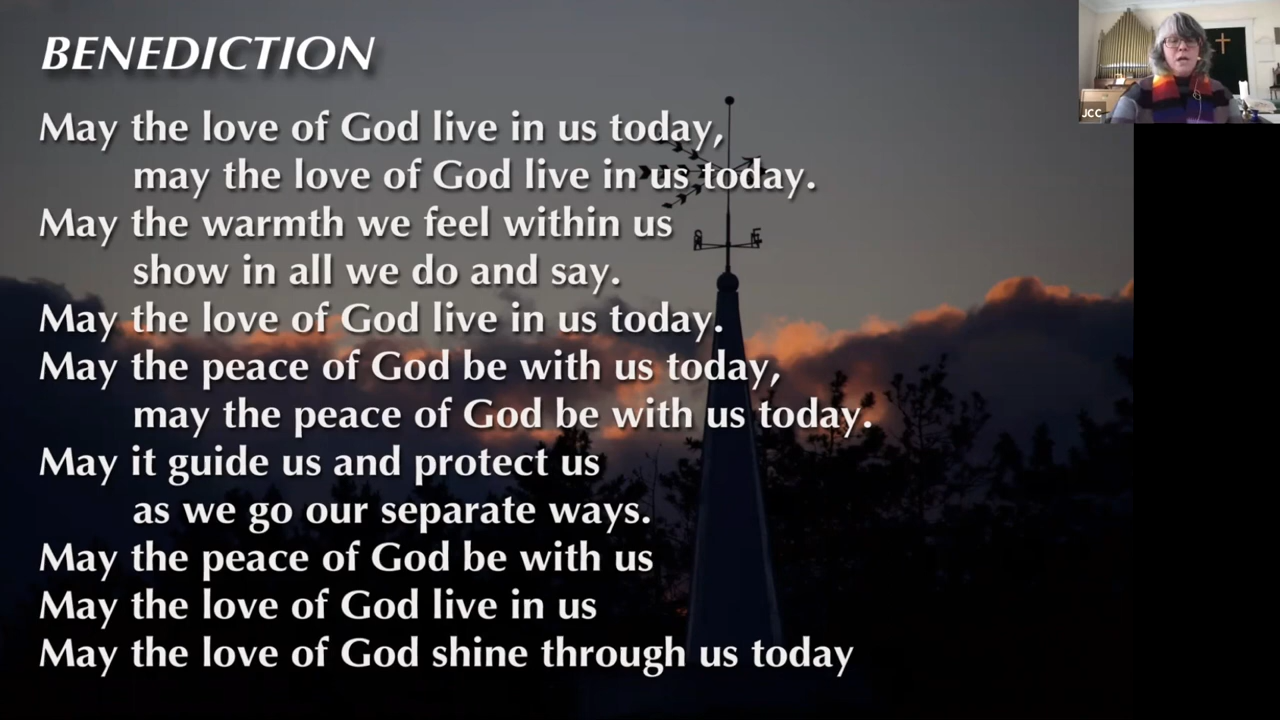 BENEDICTION
May the love of God live in us today,
may the love of God live in us today.
May the warmth we feel within us
show in all we do and say.
May the love of God live in us today.
May the peace of God be with us today,
may the peace of God be with us today.
May it guide us and protect us
as we go our separate ways.
May the peace of God be with us
May the love of God live in us
May the love of God shine through us today
JCC